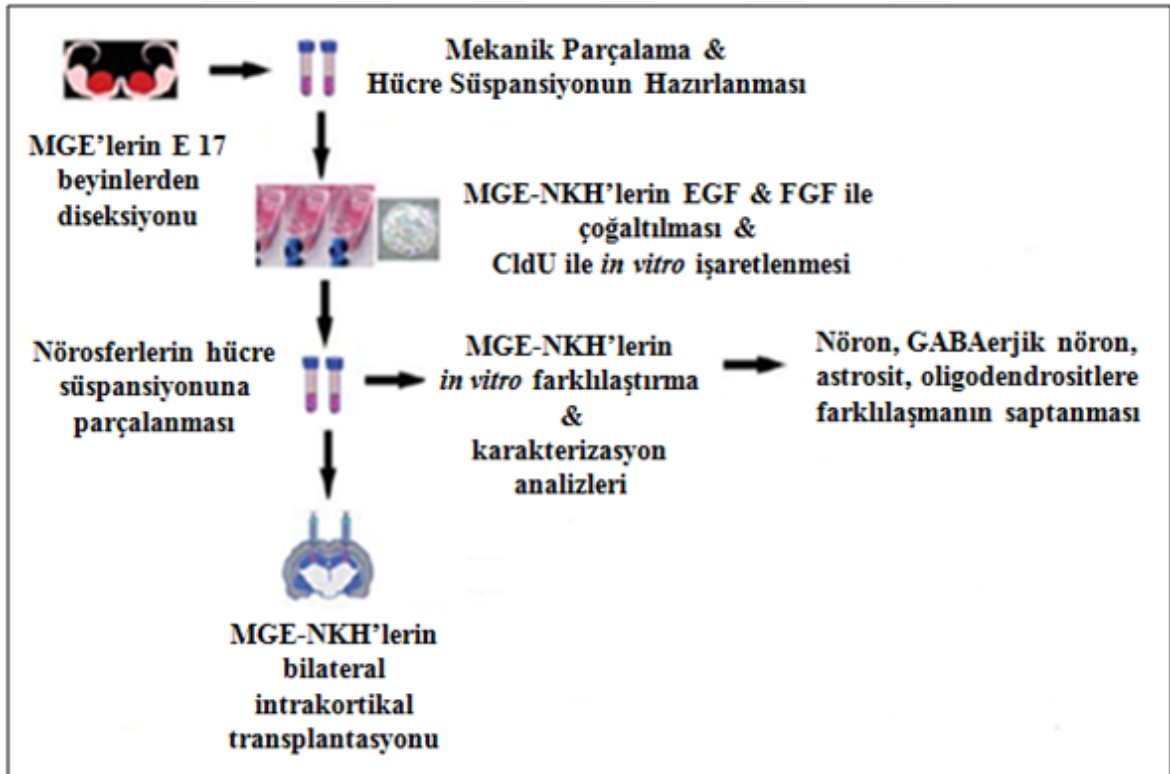 Mekanik Parçalama &
Hücre Süspansiyonun Hazırlanması
MGE’lerin E 17
beyinlerden
diseksiyonu
MGE-NKH’lerin EGF & FGF ile
çoğaltılması &
CldU ile in vitro işaretlenmesi
Nörosferlerin hücre
süspansiyonuna
parçalanması
MGE-NKH’lerin
in vitro farklılaştırma
&
karakterizasyon
analizleri
Nöron, GABAerjik nöron,
astrosit, oligodendrositlere
farklılaşmanın saptanması
MGE-NKH’lerin
bilateral
intrakortikal
transplantasyonu